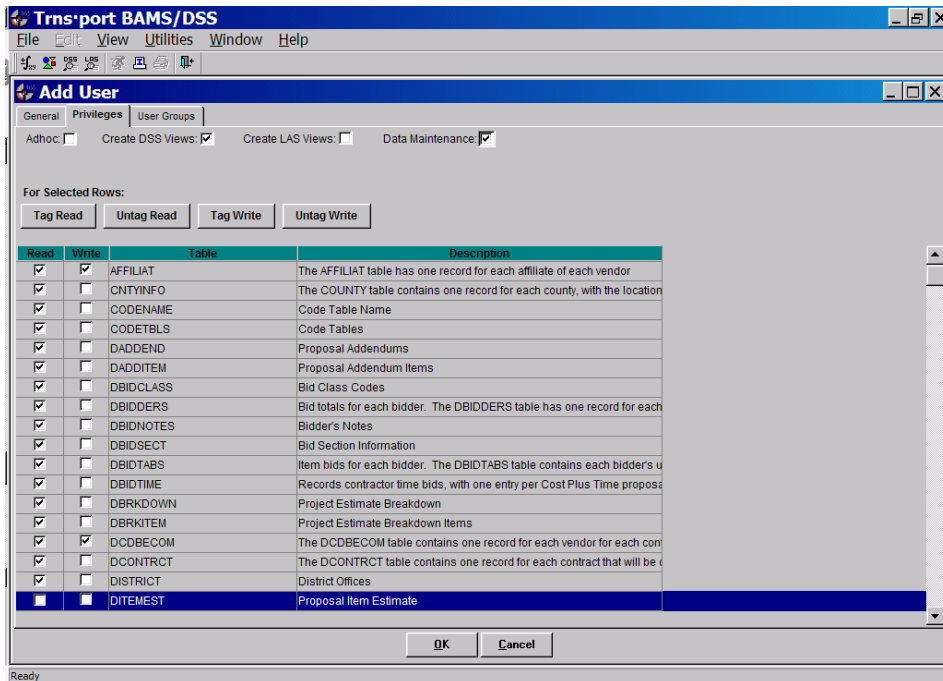 Trns·port BAMS/DSS
File Edit View Utilities Window Help
Add User
General Privileges User Groups
Adhoc: Create DSS Views: Create LAS Views: Data Maintenance:
For Selected Rows:
Tag Read Untag Read Tag Write Untag Write
Read Write Table Description
AFFILIAT The AFFILIAT table has one record for each affiliate of each vendor
CNTYINFO The COUNTY table contains one record for each county, with the location
CODENAME Code Table Name
CODETBLS Code Tables
DADDEND Proposal Addendums
DADDITEM Proposal Addendum Items
DBIDCLASS Bid Class Codes
DBIDDERS Bid totals for each bidder. The DBIDDERS table has one record for each
DBIDNOTES Bidder's Notes
DBIDSECT Bid Section Information
DBIDTABS Item bids for each bidder. The DBIDTABS table contains each bidder's u
DBIDTIME Records contractor time bids, with one entry per Cost Plus Time proposa
DBRKDOWN Project Estimate Breakdown
DBRKITEM Project Estimate Breakdown Items
DCDBECOM The DCDBECOM table contains one record for each vendor for each con
DCONTRCT The DCONTRCT table contains one record for each contract that will be
DISTRICT District Offices
DITEMEST Proposal Item Estimate
OK Cancel
Ready